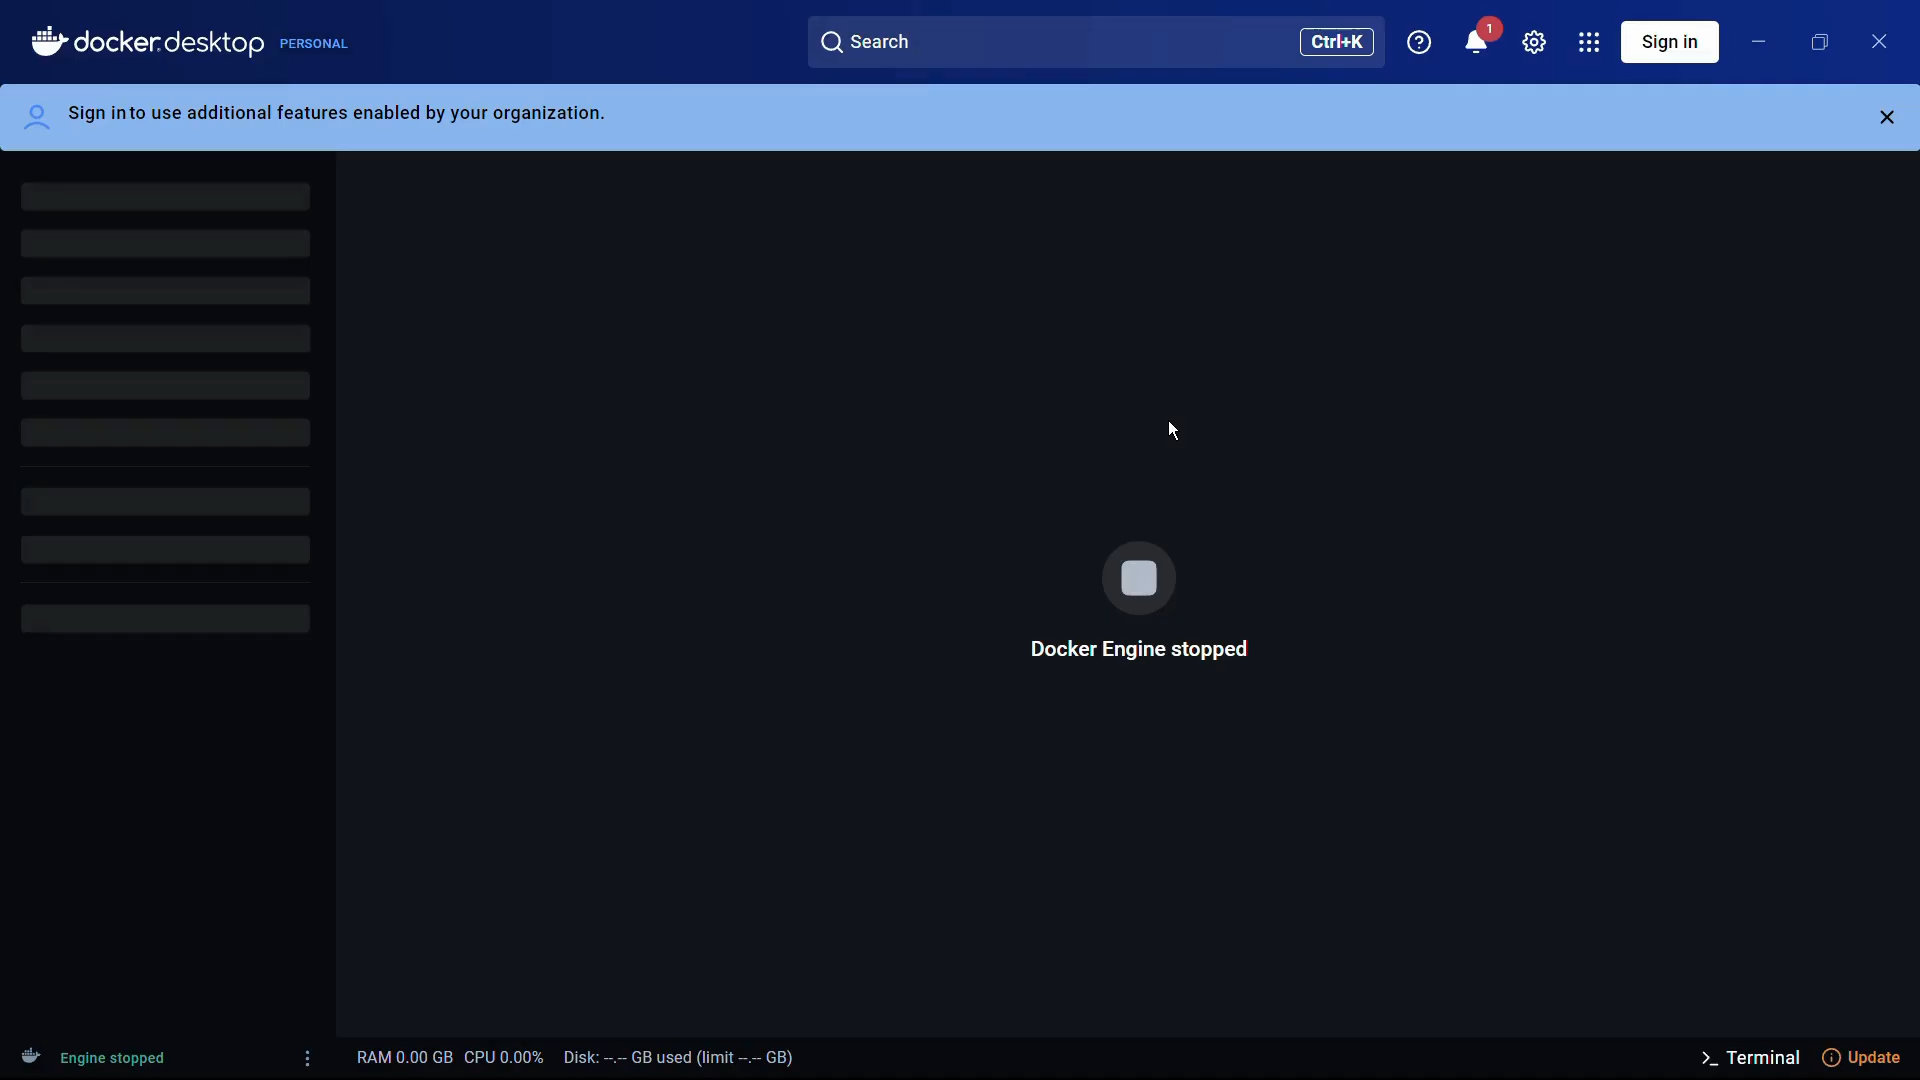 docker.desktop PERSONAL
Search
Ctrl+K
1
Sign in
Sign in to use additional features enabled by your organization.
Docker Engine stopped
Engine stopped
RAM 0.00 GB CPU 0.00% Disk: --.-- GB used (limit --.-- GB)
>_ Terminal
Update